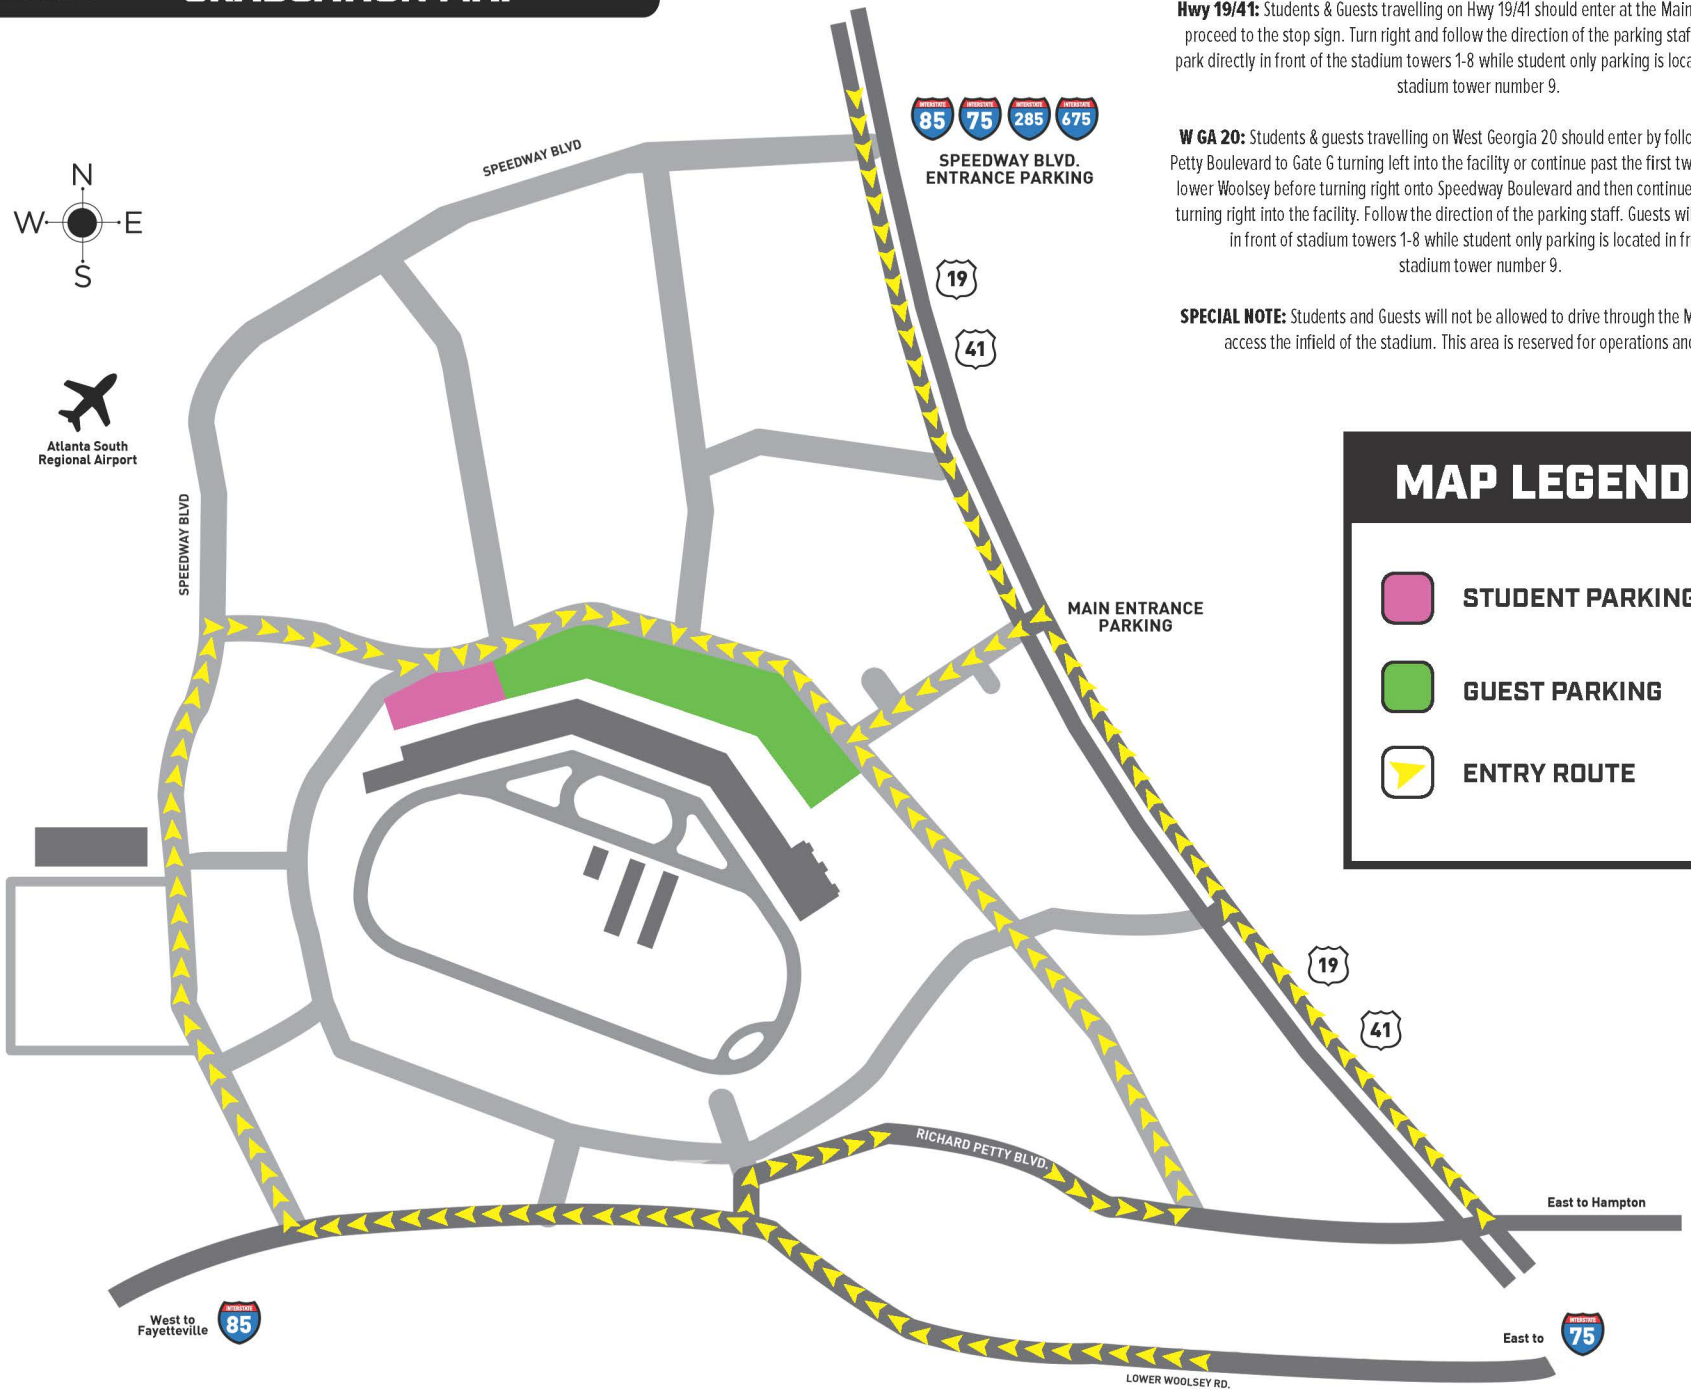 GRADUATION MAP
Hwy 19/41: Students & Guests travelling on Hwy 19/41 should enter at the Main
proceed to the stop sign. Turn right and follow the direction of the parking staf
park directly in front of the stadium towers 1-8 while student only parking is loca
stadium tower number 9.
W GA 20: Students & guests travelling on West Georgia 20 should enter by follo
Petty Boulevard to Gate G turning left into the facility or continue past the first tw
lower Woolsey before turning right onto Speedway Boulevard and then continue
turning right into the facility. Follow the direction of the parking staff. Guests wi
in front of stadium towers 1-8 while student only parking is located in fr
stadium tower number 9.
SPECIAL NOTE: Students and Guests will not be allowed to drive through the M
access the infield of the stadium. This area is reserved for operations and
INTERSTATE 85 INTERSTATE 75 INTERSTATE 285 INTERSTATE 675
SPEEDWAY BLVD.
ENTRANCE PARKING
SPEEDWAY BLVD
N
W E
S
19
41
Atlanta South
Regional Airport
SPEEDWAY BLVD
MAIN ENTRANCE
PARKING
MAP LEGEND
STUDENT PARKING
GUEST PARKING
ENTRY ROUTE
19
41
RICHARD PETTY BLVD.
East to Hampton
West to
Fayetteville
INTERSTATE 85
East to
INTERSTATE 75
LOWER WOOLSEY RD.